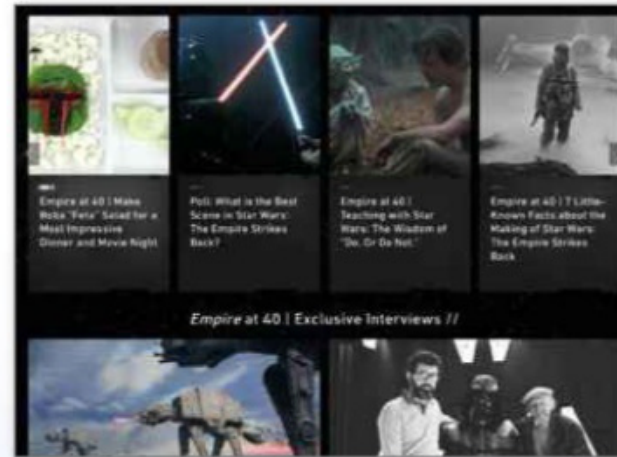 Empire at 40 | Make
Boba "Feta" Salad for a
Most Impressive
Dinner and Movie Night
Poll: What is the Best
Scene in Star Wars:
The Empire Strikes
Back?
Empire at 40 |
Teaching with Star
Wars: The Wisdom of
"Do. Or Do Not."
Empire at 40 | 7 Little-
Known Facts about the
Making of Star Wars:
The Empire Strikes
Back
Empire at 40 | Exclusive Interviews //